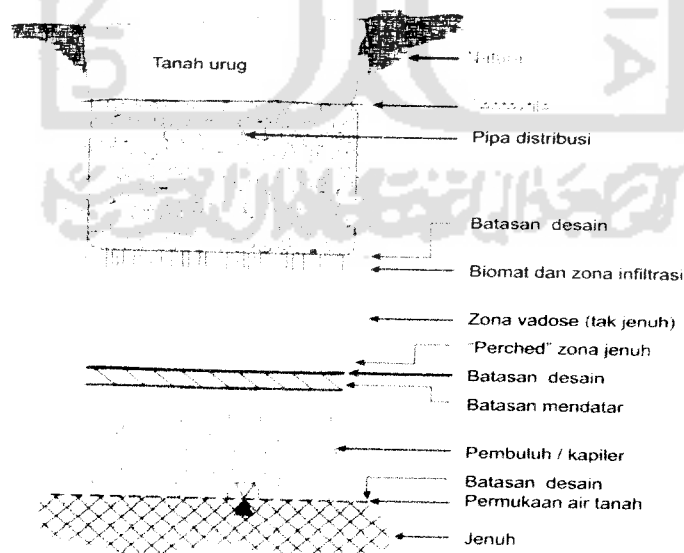 Tanah urug
Pipa distribusi
Batasan desain
Biomat dan zona infiltrasi
Zona vadose (tak jenuh)
"Perched" zona jenuh
Batasan desain
Batasan mendatar
Pembuluh / kapiler
Batasan desain
Permukaan air tanah
Jenuh